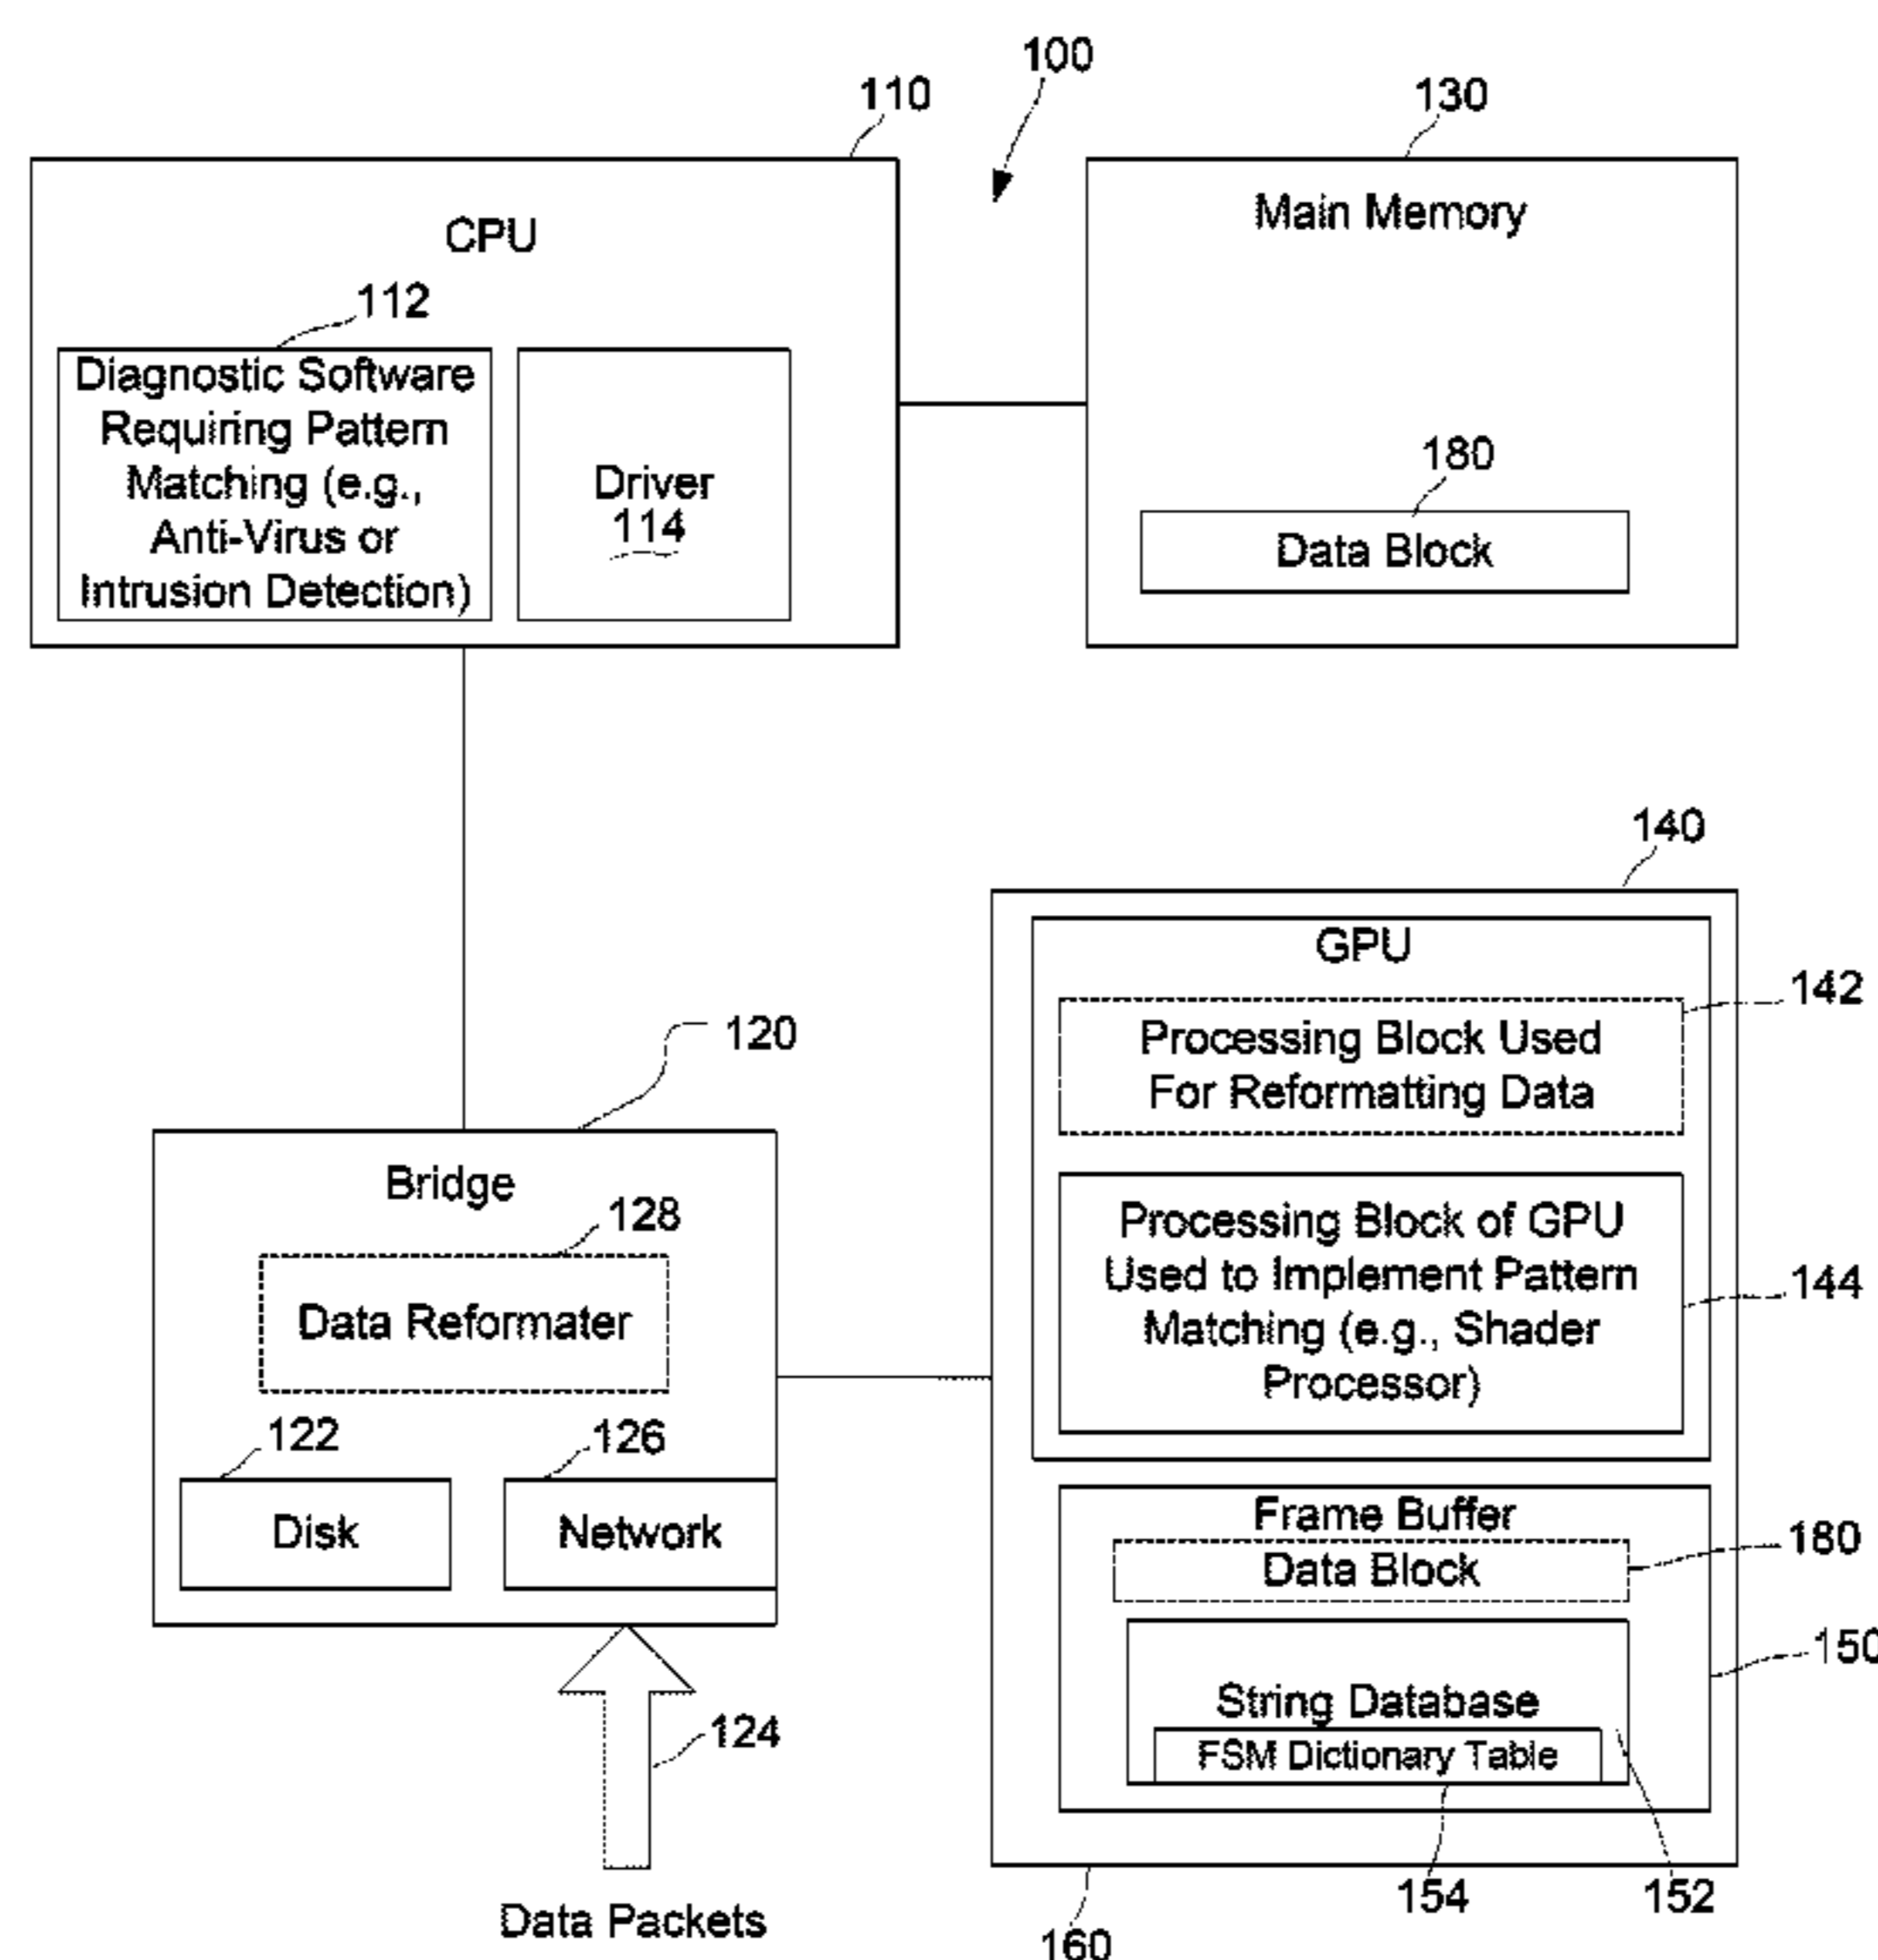 100
110
130
CPU
Main Memory
112
Diagnostic Software
Requiring Pattern
Matching (e.g.,
Anti-Virus or
Intrusion Detection)
Driver
114
180
Data Block
140
GPU
142
Processing Block Used
For Reformatting Data
120
Bridge
128
Data Reformater
Processing Block of GPU
Used to Implement Pattern
Matching (e.g., Shader
Processor)
144
122
126
Disk
Network
Frame Buffer
Data Block
180
150
String Database
FSM Dictionary Table
124
154
152
Data Packets
160